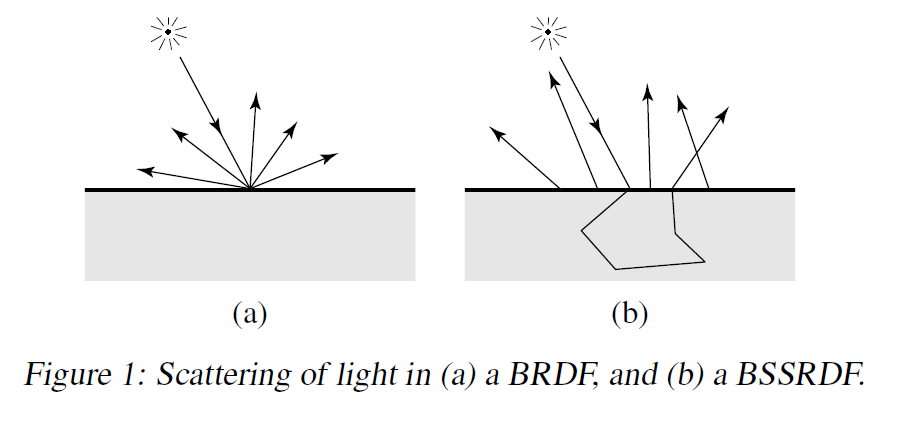 (a)
(b)
Figure 1: Scattering of light in (a) a BRDF, and (b) a BSSRDF.